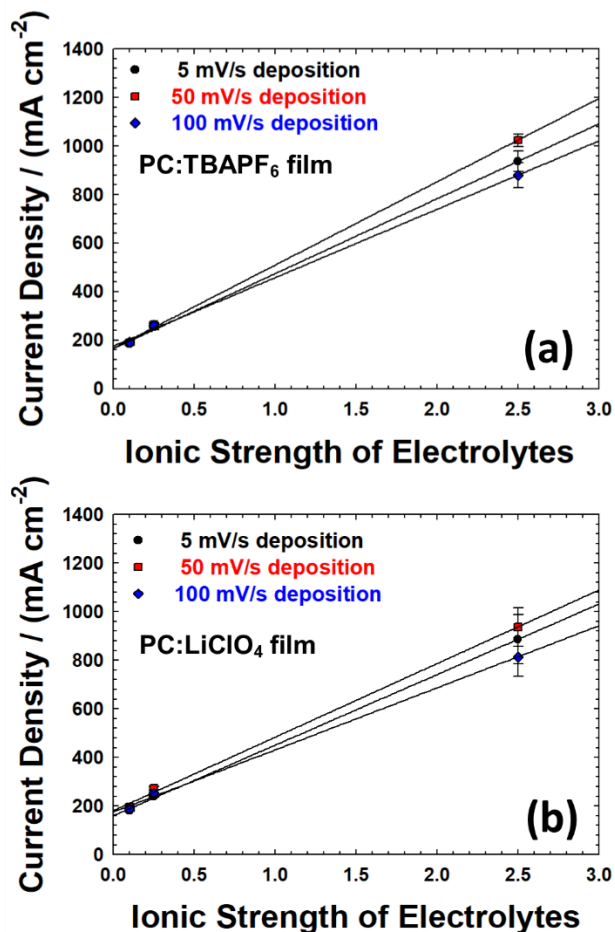 1400
1200
1000
800
600
400
200
0
Current Density / (mA cm⁻²)
5 mV/s deposition
50 mV/s deposition
100 mV/s deposition
PC:TBAPF₆ film
(a)
0.0 0.5 1.0 1.5 2.0 2.5 3.0
Ionic Strength of Electrolytes
1400
1200
1000
800
600
400
200
0
Current Density / (mA cm⁻²)
5 mV/s deposition
50 mV/s deposition
100 mV/s deposition
PC:LiClO₄ film
(b)
0.0 0.5 1.0 1.5 2.0 2.5 3.0
Ionic Strength of Electrolytes